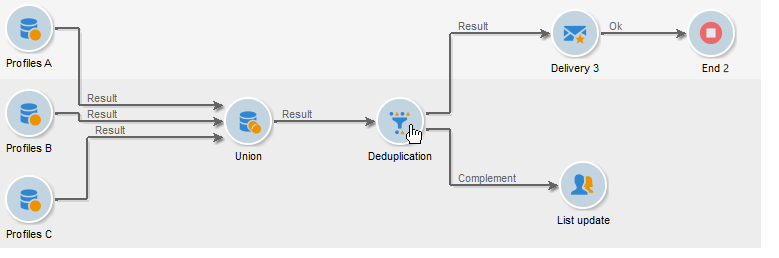 Profiles A
Result
Ok
Delivery 3
End 2
Result
Result
Result
Profiles B
Union
Result
Deduplication
Complement
List update
Profiles C